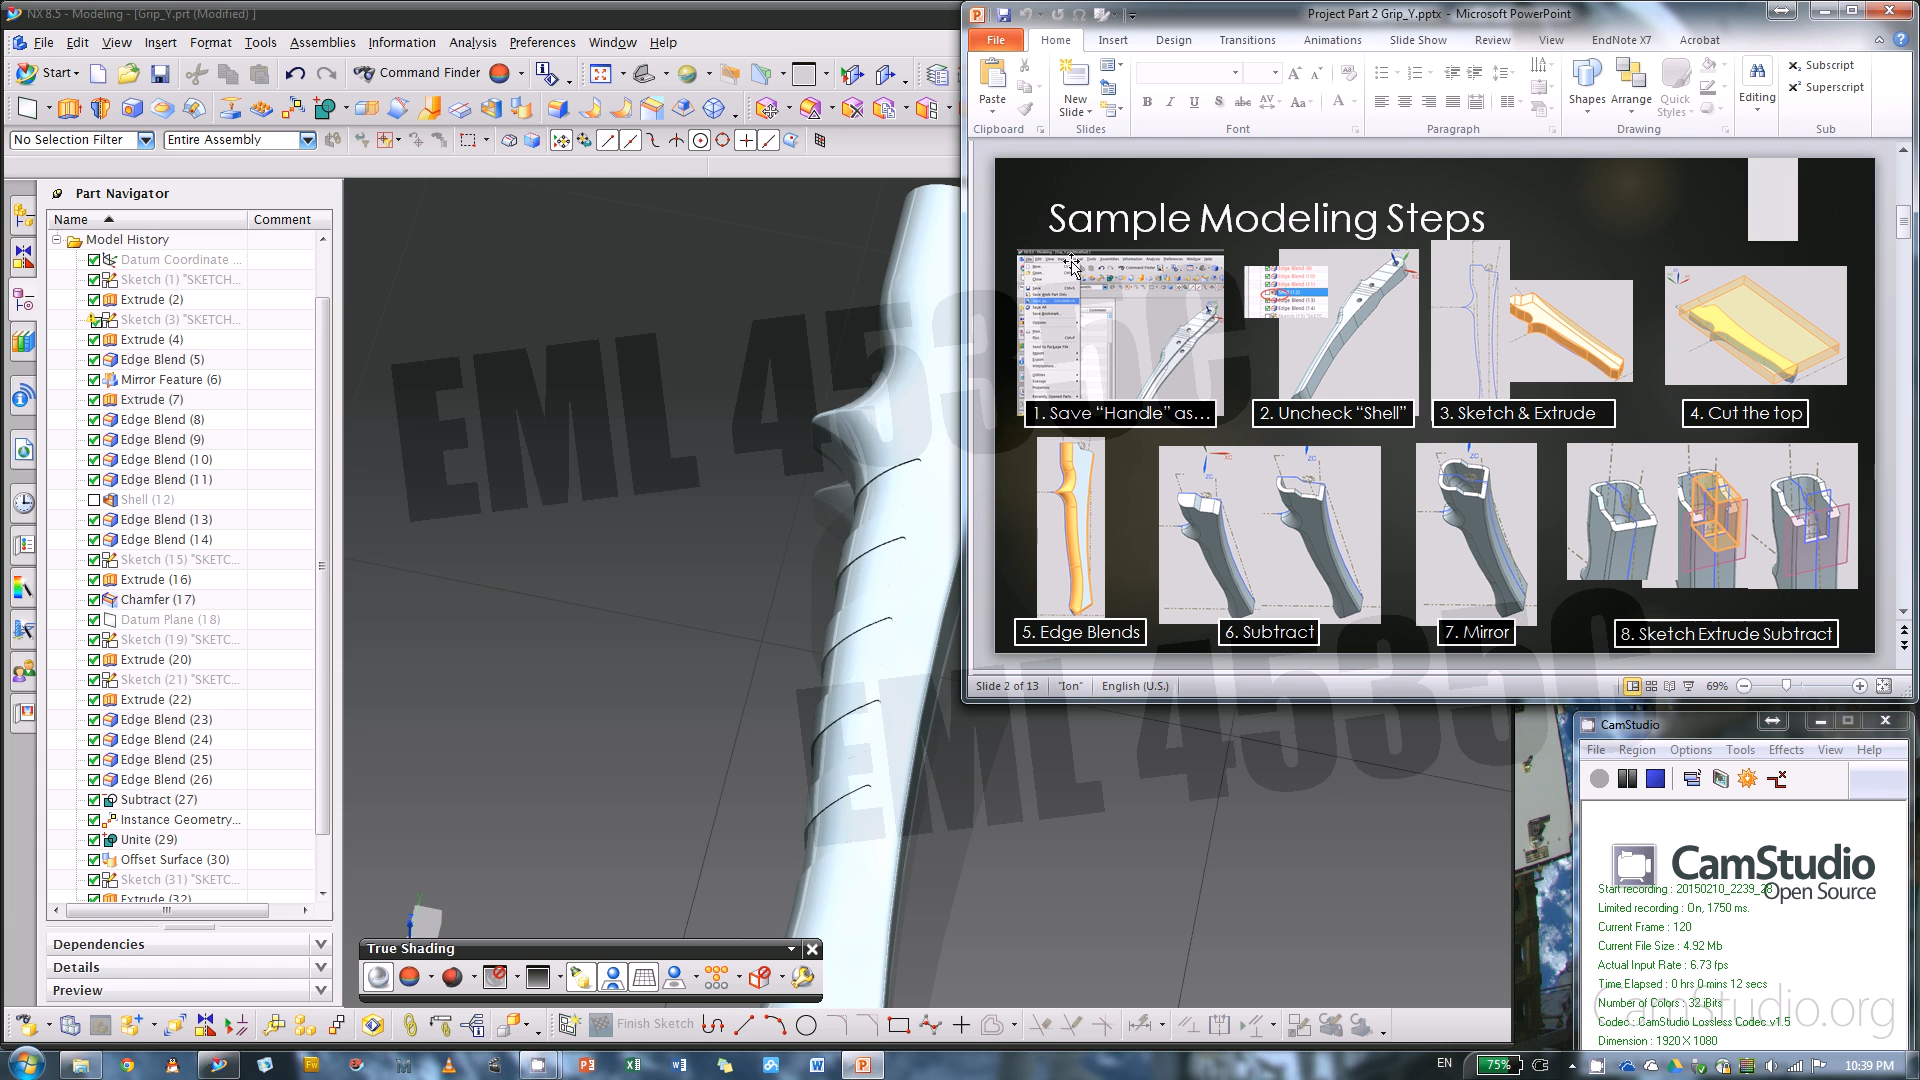 NX 8.5 - Modeling - [Grip_Y.prt (Modified) ]
File Edit View Insert Format Tools Assemblies Information Analysis Preferences Window Help
Start
Command Finder
No Selection Filter
Entire Assembly
Part Navigator
Name
Comment
Model History
Datum Coordinate ...
Sketch (1) "SKETCH...
Extrude (2)
Sketch (3) "SKETCH...
Extrude (4)
Edge Blend (5)
Mirror Feature (6)
Extrude (7)
Edge Blend (8)
Edge Blend (9)
Edge Blend (10)
Edge Blend (11)
Shell (12)
Edge Blend (13)
Edge Blend (14)
Sketch (15) "SKETC...
Extrude (16)
Chamfer (17)
Datum Plane (18)
Sketch (19) "SKETC...
Extrude (20)
Sketch (21) "SKETC...
Extrude (22)
Edge Blend (23)
Edge Blend (24)
Edge Blend (25)
Edge Blend (26)
Subtract (27)
Instance Geometry...
Unite (29)
Offset Surface (30)
Sketch (31) "SKETC...
Extrude (32)
Dependencies
Details
Preview
EML 4535C
EML 4535C
True Shading
Finish Sketch
Project Part 2 Grip_Y.pptx - Microsoft PowerPoint
File Home Insert Design Transitions Animations Slide Show Review View EndNote X7 Acrobat
Paste
New Slide
Shapes Arrange Quick Styles
Editing
Subscript
Superscript
Clipboard Slides Font Paragraph Drawing Sub
Sample Modeling Steps
1. Save “Handle” as...
2. Uncheck “Shell”
3. Sketch & Extrude
4. Cut the top
5. Edge Blends
6. Subtract
7. Mirror
8. Sketch Extrude Subtract
Slide 2 of 13 "Ion" English (U.S.)
69%
CamStudio
File Region Options Tools Effects View Help
CamStudio
Open Source
Start recording : 20150210_2239_28
Limited recording : On, 1750 ms.
Current Frame : 120
Current File Size : 4.92 Mb
Actual Input Rate : 6.73 fps
Time Elapsed : 0 hrs 0 mins 12 secs
Number of Colors : 32 Bits
Codec : CamStudio Lossless Codec v1.5
Dimension : 1920 X 1080
CamStudio.org
EN
75%
10:39 PM